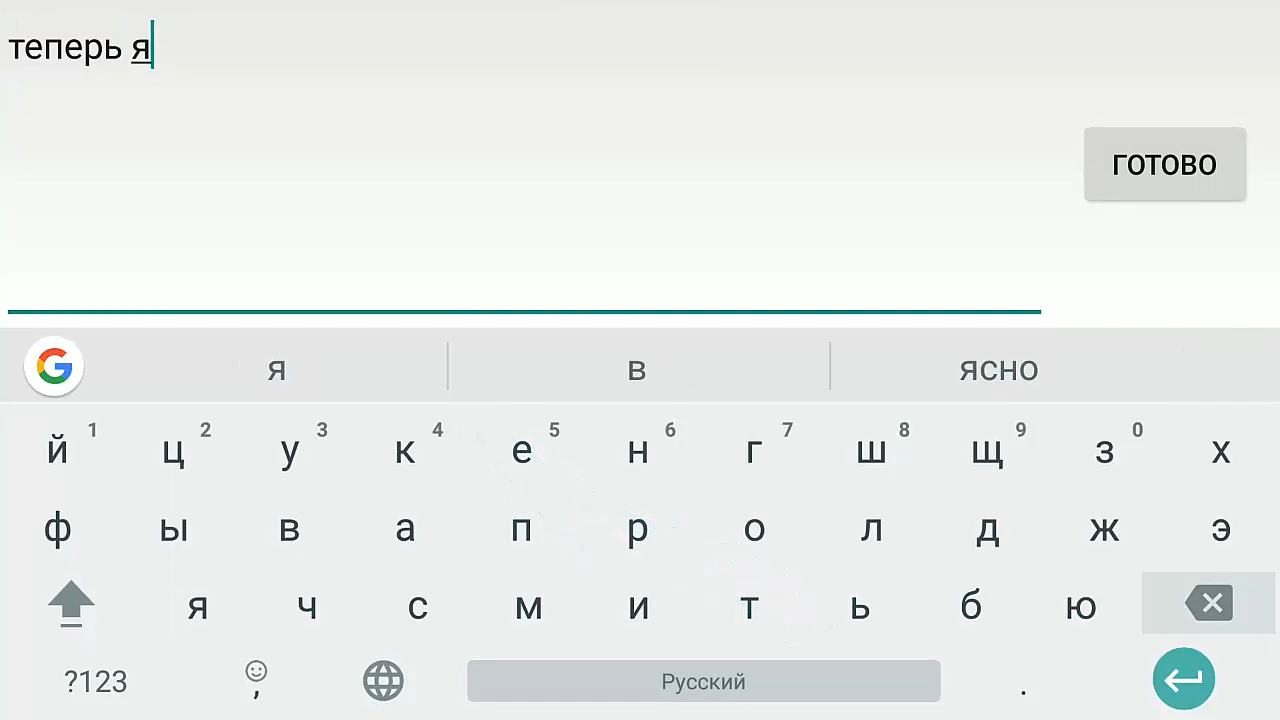 теперь я
ГОТОВО
я в ясно
й 1 ц 2 у 3 к 4 е 5 н 6 г 7 ш 8 щ 9 з 0 х
ф ы в а п р о л д ж э
я ч с м и т ь б ю
?123 , Русский .